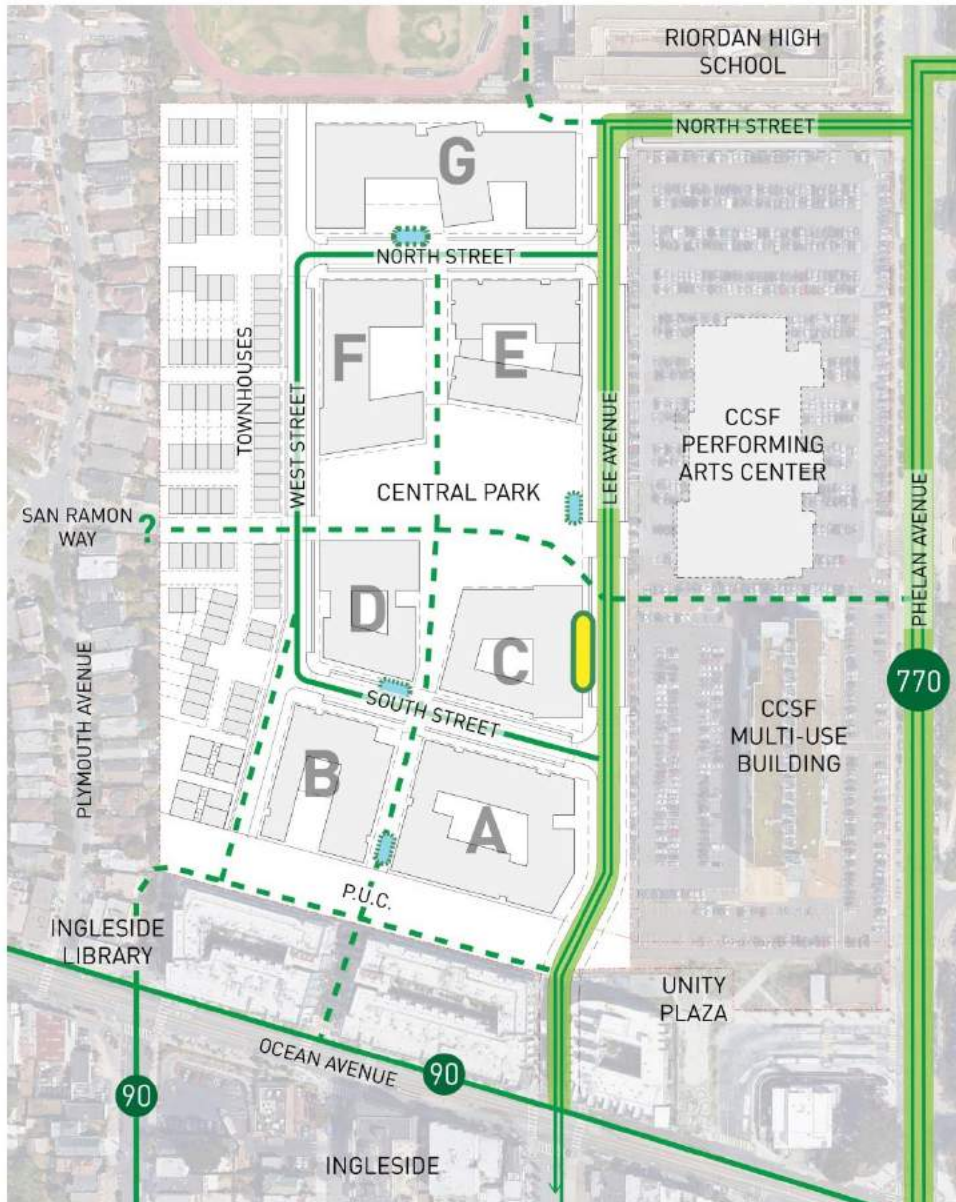 RIORDAN HIGH
SCHOOL
NORTH STREET
G
NORTH STREET
F
E
TOWNHOUSES
WEST STREET
LEE AVENUE
CCSF
PERFORMING
ARTS CENTER
CENTRAL PARK
SAN RAMON
WAY
?
PHELAN AVENUE
D
C
770
PLYMOUTH AVENUE
SOUTH STREET
CCSF
MULTI-USE
BUILDING
B
A
P.U.C.
INGLESIDE
LIBRARY
UNITY
PLAZA
OCEAN AVENUE
90
90
INGLESIDE